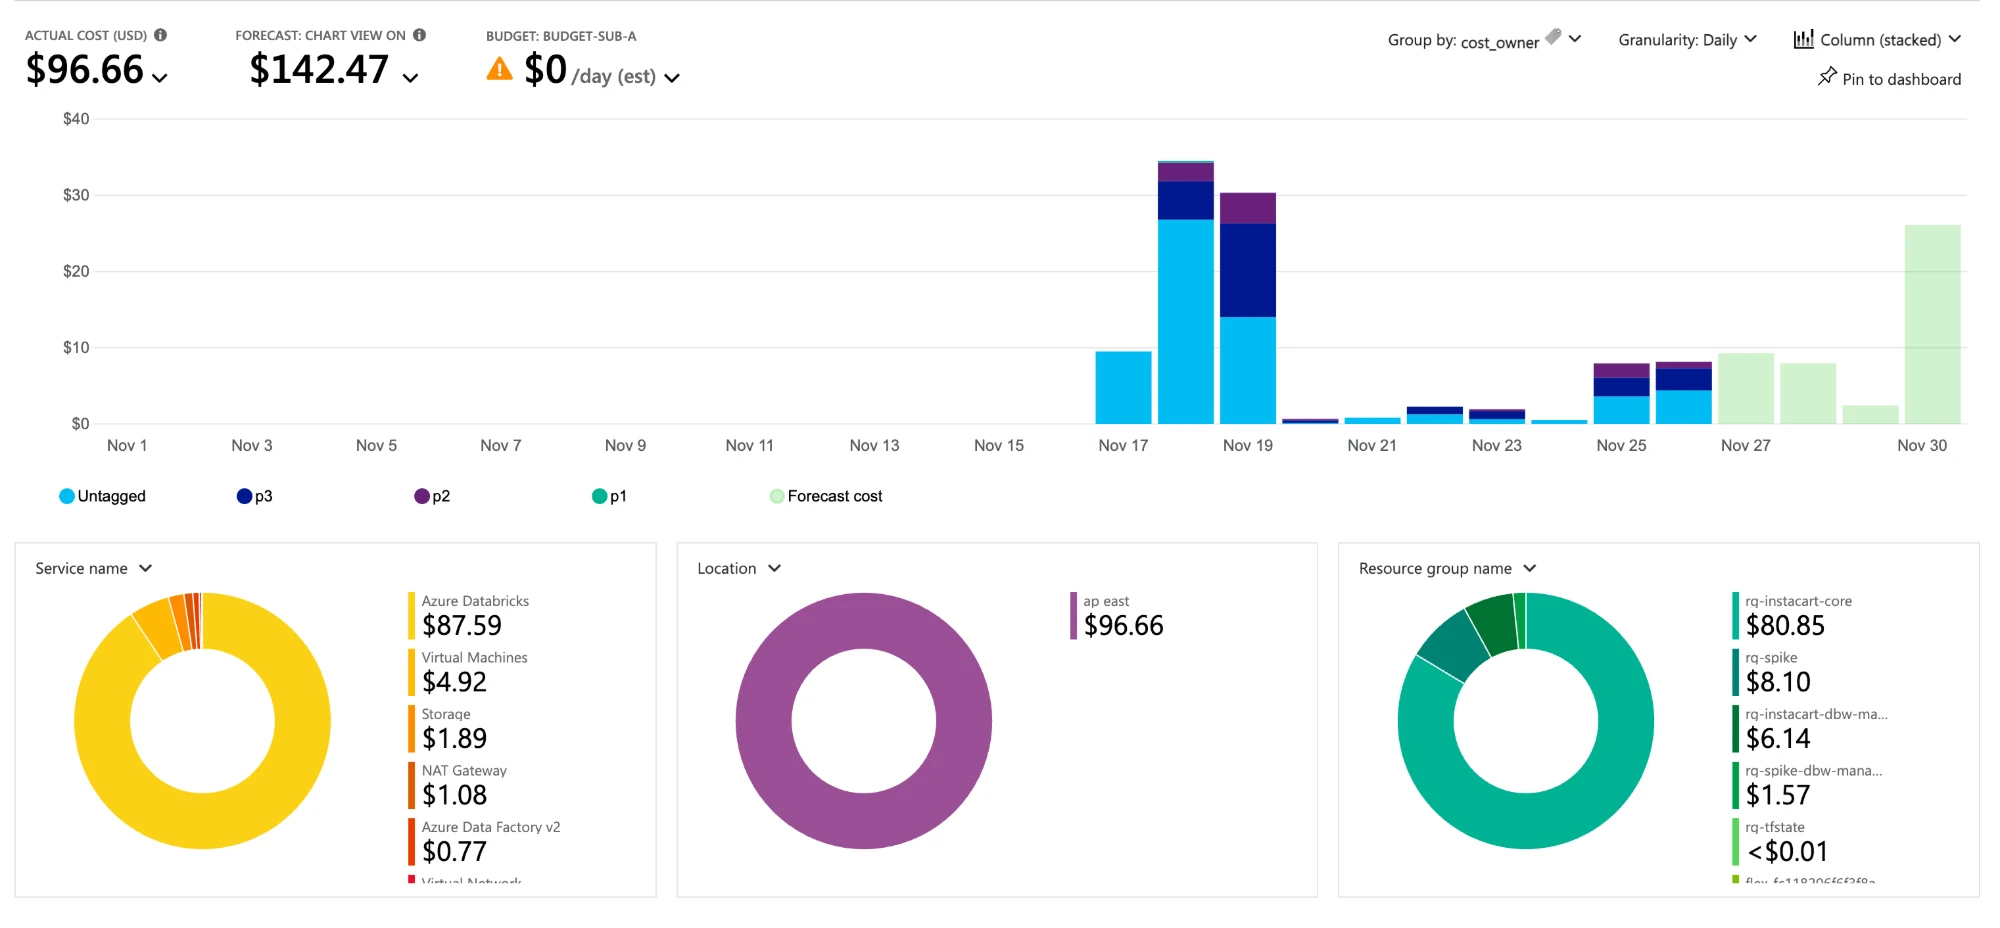 ACTUAL COST (USD)
$96.66
FORECAST: CHART VIEW ON
$142.47
BUDGET: BUDGET-SUB-A
$0 /day (est)
Group by: cost_owner
Granularity: Daily
Column (stacked)
Pin to dashboard
$40
$30
$20
$10
$0
Nov 1 Nov 3 Nov 5 Nov 7 Nov 9 Nov 11 Nov 13 Nov 15 Nov 17 Nov 19 Nov 21 Nov 23 Nov 25 Nov 27 Nov 30
Untagged p3 p2 p1 Forecast cost
Service name
Azure Databricks
$87.59
Virtual Machines
$4.92
Storage
$1.89
NAT Gateway
$1.08
Azure Data Factory v2
$0.77
Virtual Network
Location
ap east
$96.66
Resource group name
rg-instacart-core
$80.85
rg-spike
$8.10
rg-instacart-dbw-ma...
$6.14
rg-spike-dbw-mana...
$1.57
rg-tfstate
<$0.01